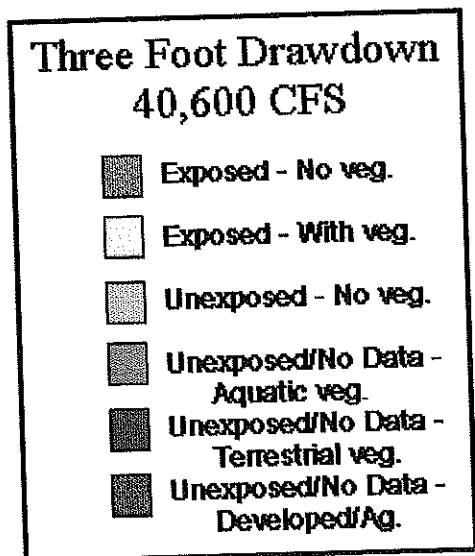 Three Foot Drawdown
40,600 CFS
Exposed - No veg.
Exposed - With veg.
Unexposed - No veg.
Unexposed/No Data -
Aquatic veg.
Unexposed/No Data -
Terrestrial veg.
Unexposed/No Data -
Developed/Ag.